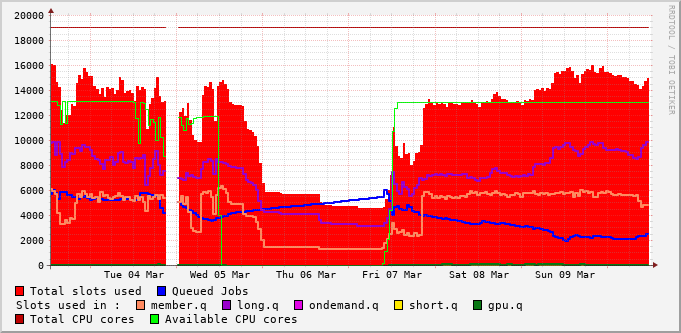 20000
18000
16000
14000
12000
10000
8000
6000
4000
2000
0
Tue 04 Mar Wed 05 Mar Thu 06 Mar Fri 07 Mar Sat 08 Mar Sun 09 Mar
Total slots used Queued Jobs
Slots used in : member.q long.q ondemand.q short.q gpu.q
Total CPU cores Available CPU cores
RRDTOOL / TOBI OETIKER